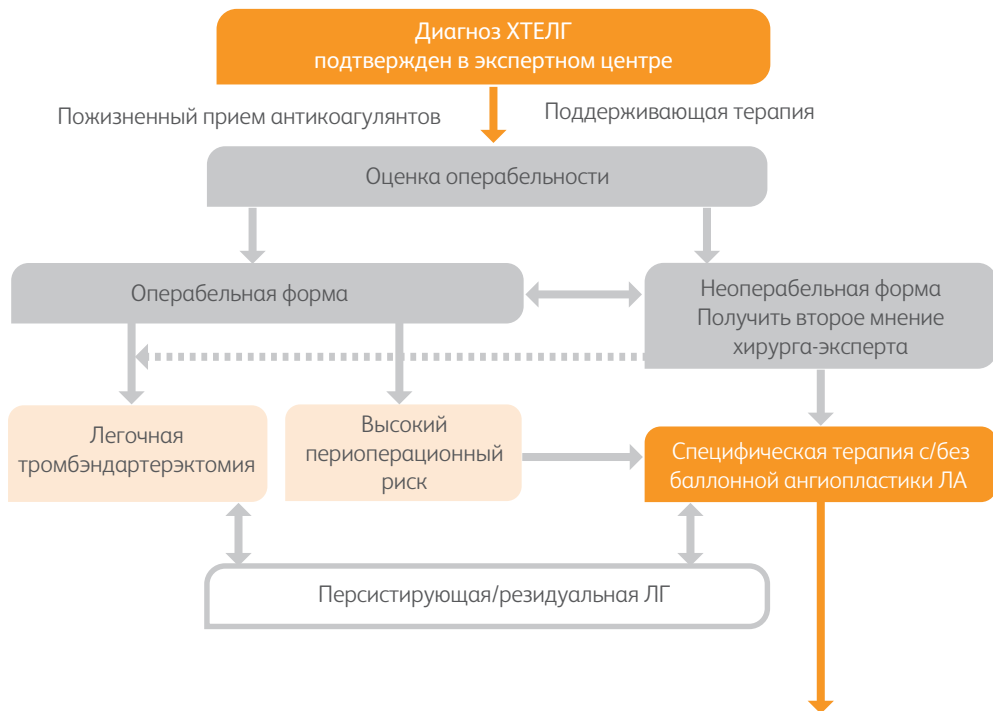 Диагноз ХТЕЛГ
подтвержден в экспертном центре
Пожизненный прием антикоагулянтов
Поддерживающая терапия
Оценка операбельности
Операбельная форма
Неоперабельная форма
Получить второе мнение
хирурга-эксперта
Легочная
тромбэндартерэктомия
Высокий
периоперационный
риск
Специфическая терапия с/без
баллонной ангиопластики ЛА
Персистирующая/резидуальная ЛГ